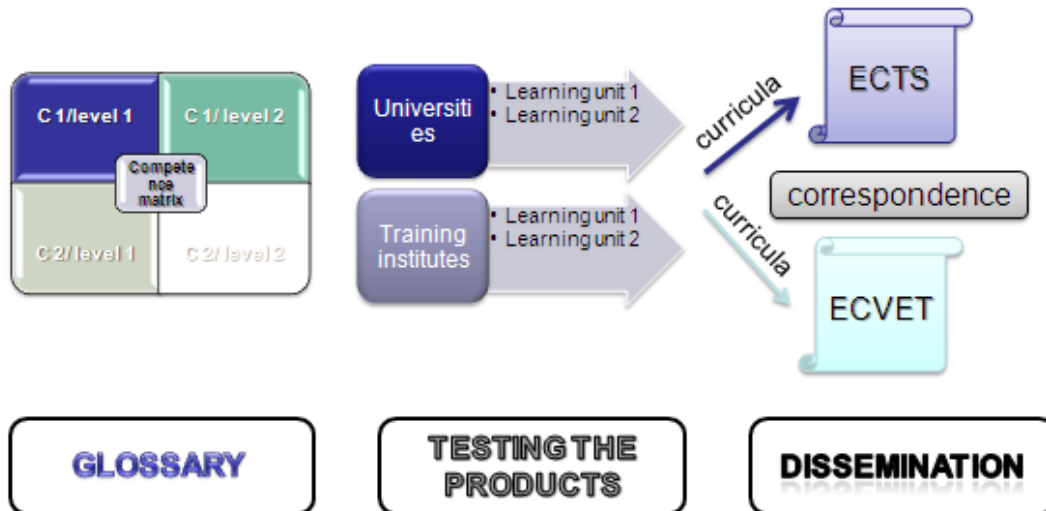 C 1/level 1
C 1/ level 2
Compete
nce
matrix
C 2/ level 1
C 2/ level 2
Universiti
es
• Learning unit 1
• Learning unit 2
Training
institutes
• Learning unit 1
• Learning unit 2
curricula
ECTS
correspondence
curricula
ECVET
GLOSSARY
TESTING THE
PRODUCTS
DISSEMINATION